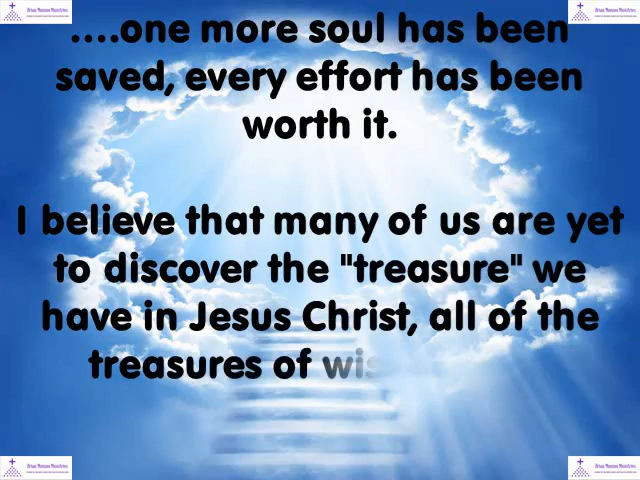 ....one more soul has been
saved, every effort has been
worth it.
I believe that many of us are yet
to discover the "treasure" we
have in Jesus Christ, all of the
treasures of wis